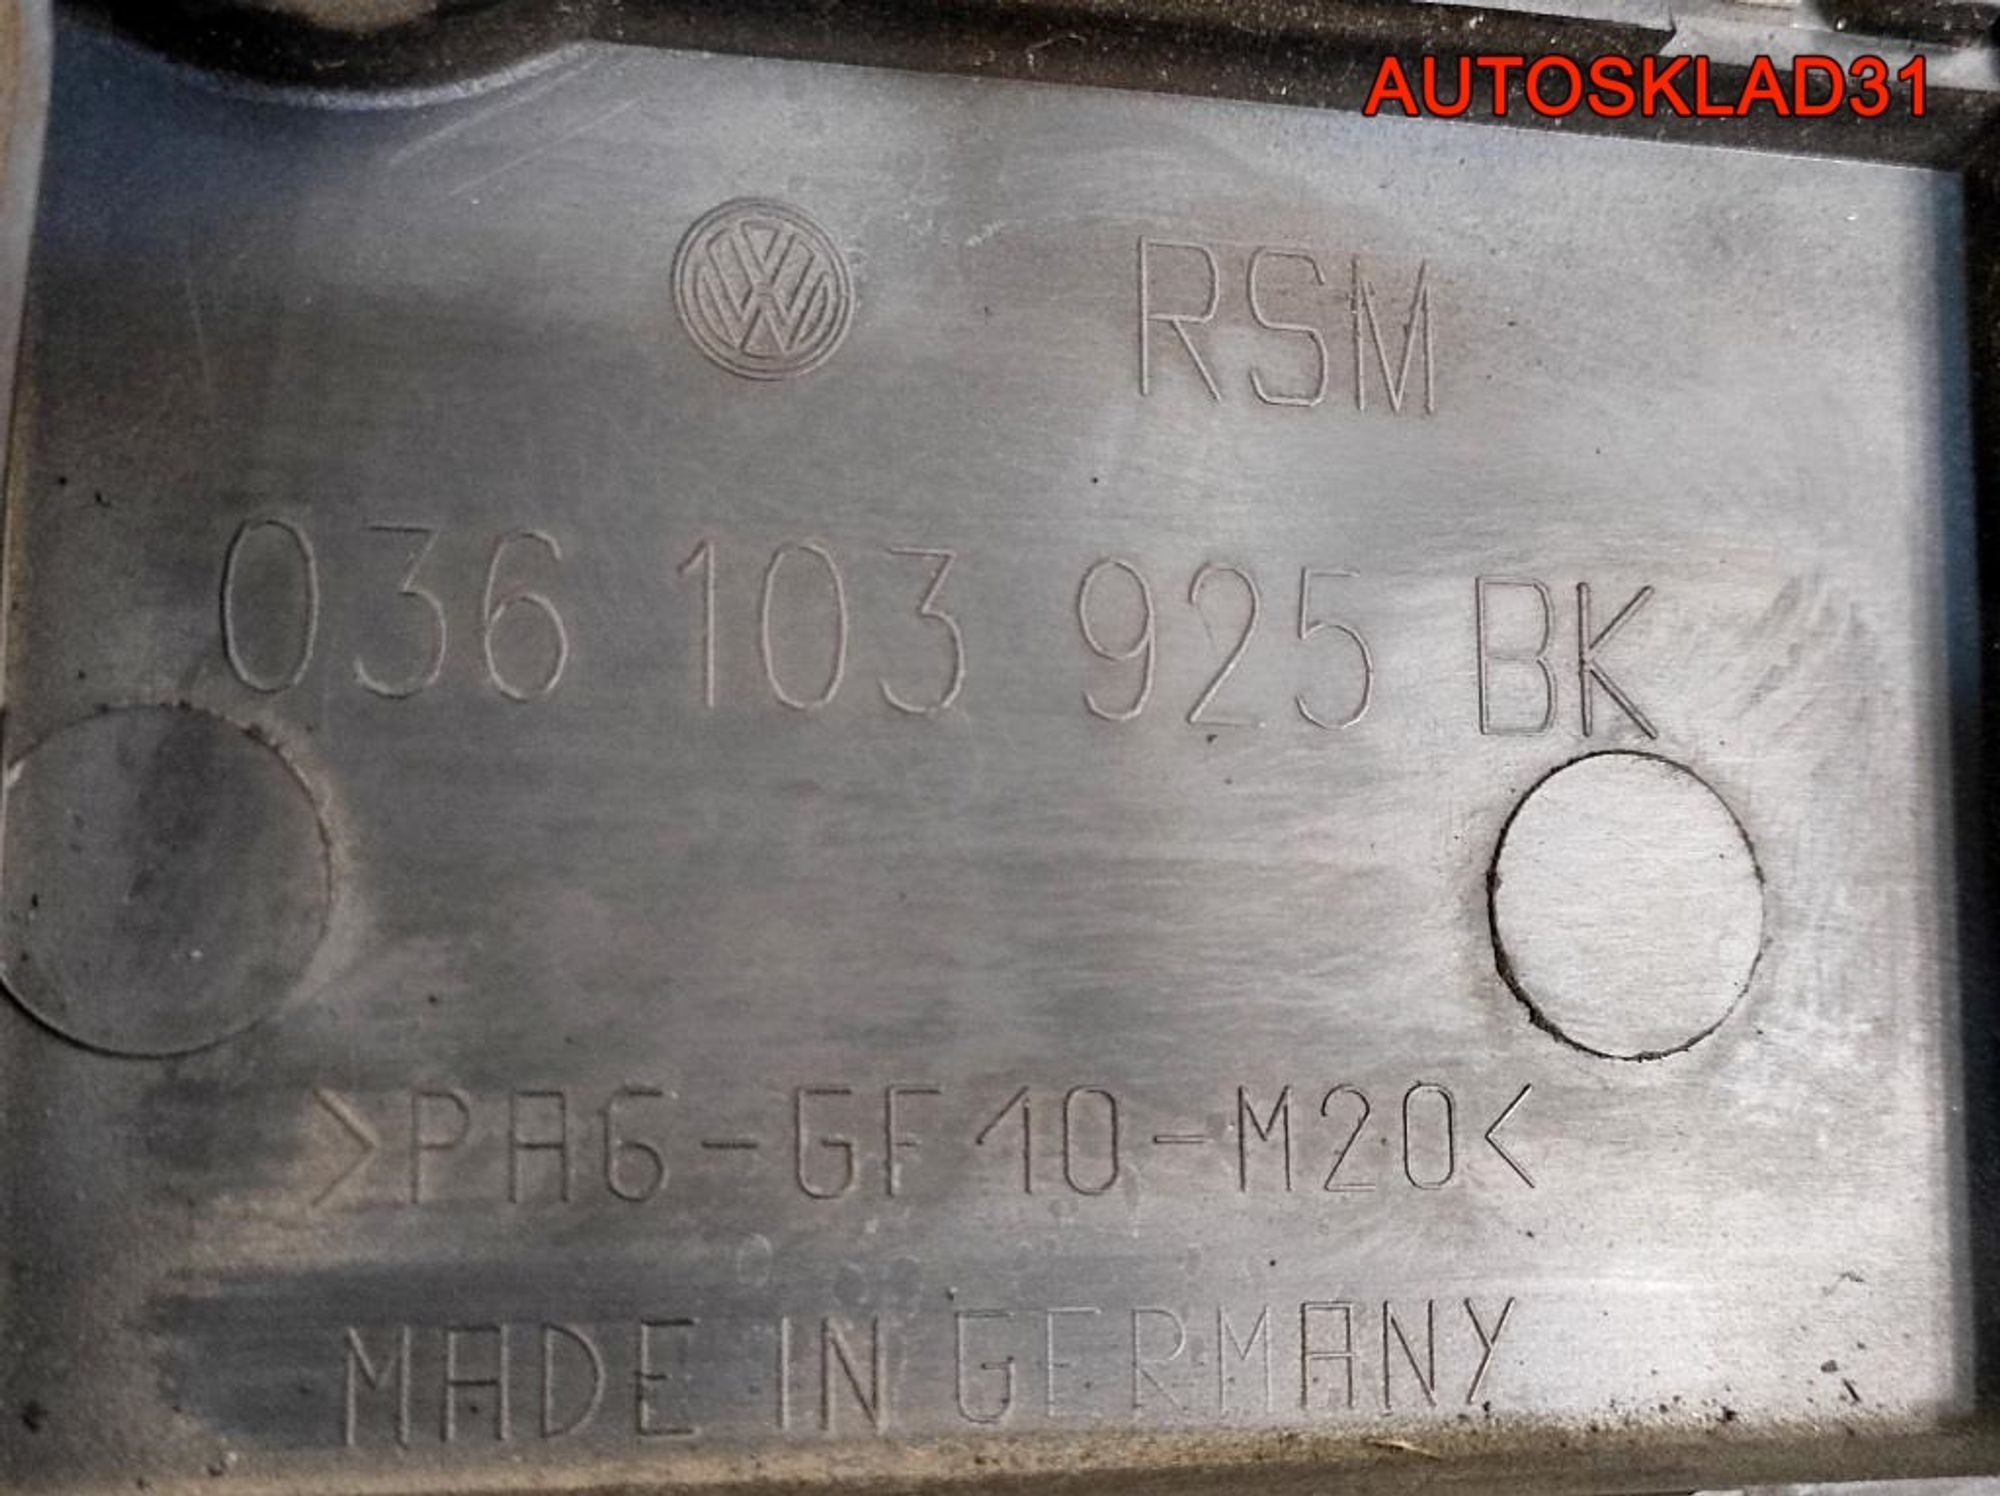 AUTOSKLAD31
RSM
036 103 925 BK
>PA6-GF10-M20<
MADE IN GERMANY